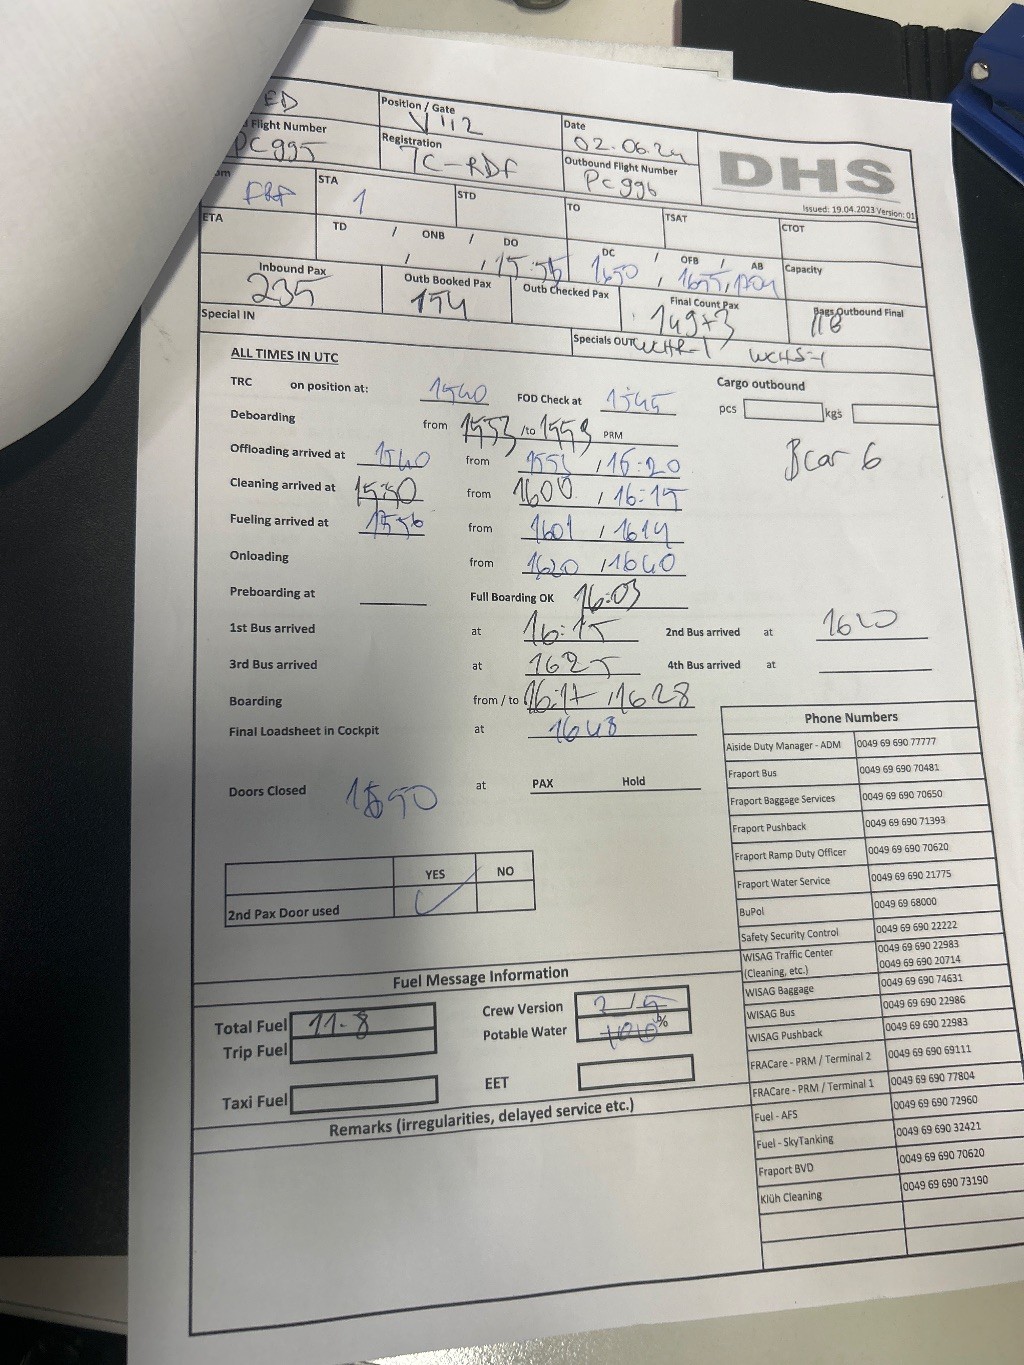 ED Position / Gate V112 Date 02.06.24
Flight Number PC995 Registration TC-RDF Outbound Flight Number PC996
DHS
Issued: 19.04.2023 Version: 01
STA 1 STD TO TSAT CTOT
ETA TD / ONB / DO / , 15:55 DC / OFB / AB 1650 , 1655, 1704 Capacity
Inbound Pax 235 Outb Booked Pax 154 Outb Checked Pax Final Count Pax 149+3 Bags Outbound Final 118
Special IN Specials OUT WCHR-1 WCHS-1
ALL TIMES IN UTC
TRC on position at: 1540 FOD Check at 1545 Cargo outbound
pcs kgs
Deboarding from 1553 /to 1559 PRM
Offloading arrived at 1540 from 155 , 16:20 Bcar 6
Cleaning arrived at 1550 from 1600 , 16:15
Fueling arrived at 1556 from 1601 , 1614
Onloading from 1620 , 1640
Preboarding at Full Boarding OK 16:03
1st Bus arrived at 16:15 2nd Bus arrived at 1620
3rd Bus arrived at 1625 4th Bus arrived at
Boarding from / to 16:17 , 1628
Final Loadsheet in Cockpit at 1648
Doors Closed 1650 at PAX Hold
YES NO
2nd Pax Door used ✓
Phone Numbers
Aiside Duty Manager - ADM 0049 69 690 77777
Fraport Bus 0049 69 690 70481
Fraport Baggage Services 0049 69 690 70650
Fraport Pushback 0049 69 690 71393
Fraport Ramp Duty Officer 0049 69 690 70620
Fraport Water Service 0049 69 690 21775
BuPol 0049 69 68000
Safety Security Control 0049 69 690 22222
WISAG Traffic Center 0049 69 690 22983
(Cleaning, etc.) 0049 69 690 20714
WISAG Baggage 0049 69 690 74631
WISAG Bus 0049 69 690 22986
WISAG Pushback 0049 69 690 22983
FRACare - PRM / Terminal 2 0049 69 690 69111
FRACare - PRM / Terminal 1 0049 69 690 77804
Fuel - AFS 0049 69 690 72960
Fuel - SkyTanking 0049 69 690 32421
Fraport BVD 0049 69 690 70620
Klüh Cleaning 0049 69 690 73190
Fuel Message Information
Total Fuel 11.8 Crew Version 2 / 5
Trip Fuel Potable Water 100 %
Taxi Fuel EET
Remarks (irregularities, delayed service etc.)